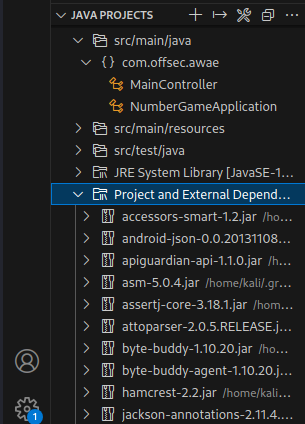 JAVA PROJECTS
src/main/java
{} com.offsec.awae
MainController
NumberGameApplication
src/main/resources
src/test/java
JRE System Library [JavaSE-1...
Project and External Depend...
accessors-smart-1.2.jar /ho...
android-json-0.0.20131108...
apiguardian-api-1.1.0.jar /ho...
asm-5.0.4.jar /home/kali/.gr...
assertj-core-3.18.1.jar /hom...
attoparser-2.0.5.RELEASE.j...
byte-buddy-1.10.20.jar /ho...
byte-buddy-agent-1.10.20.j...
hamcrest-2.2.jar /home/kali/...
jackson-annotations-2.11.4...
1